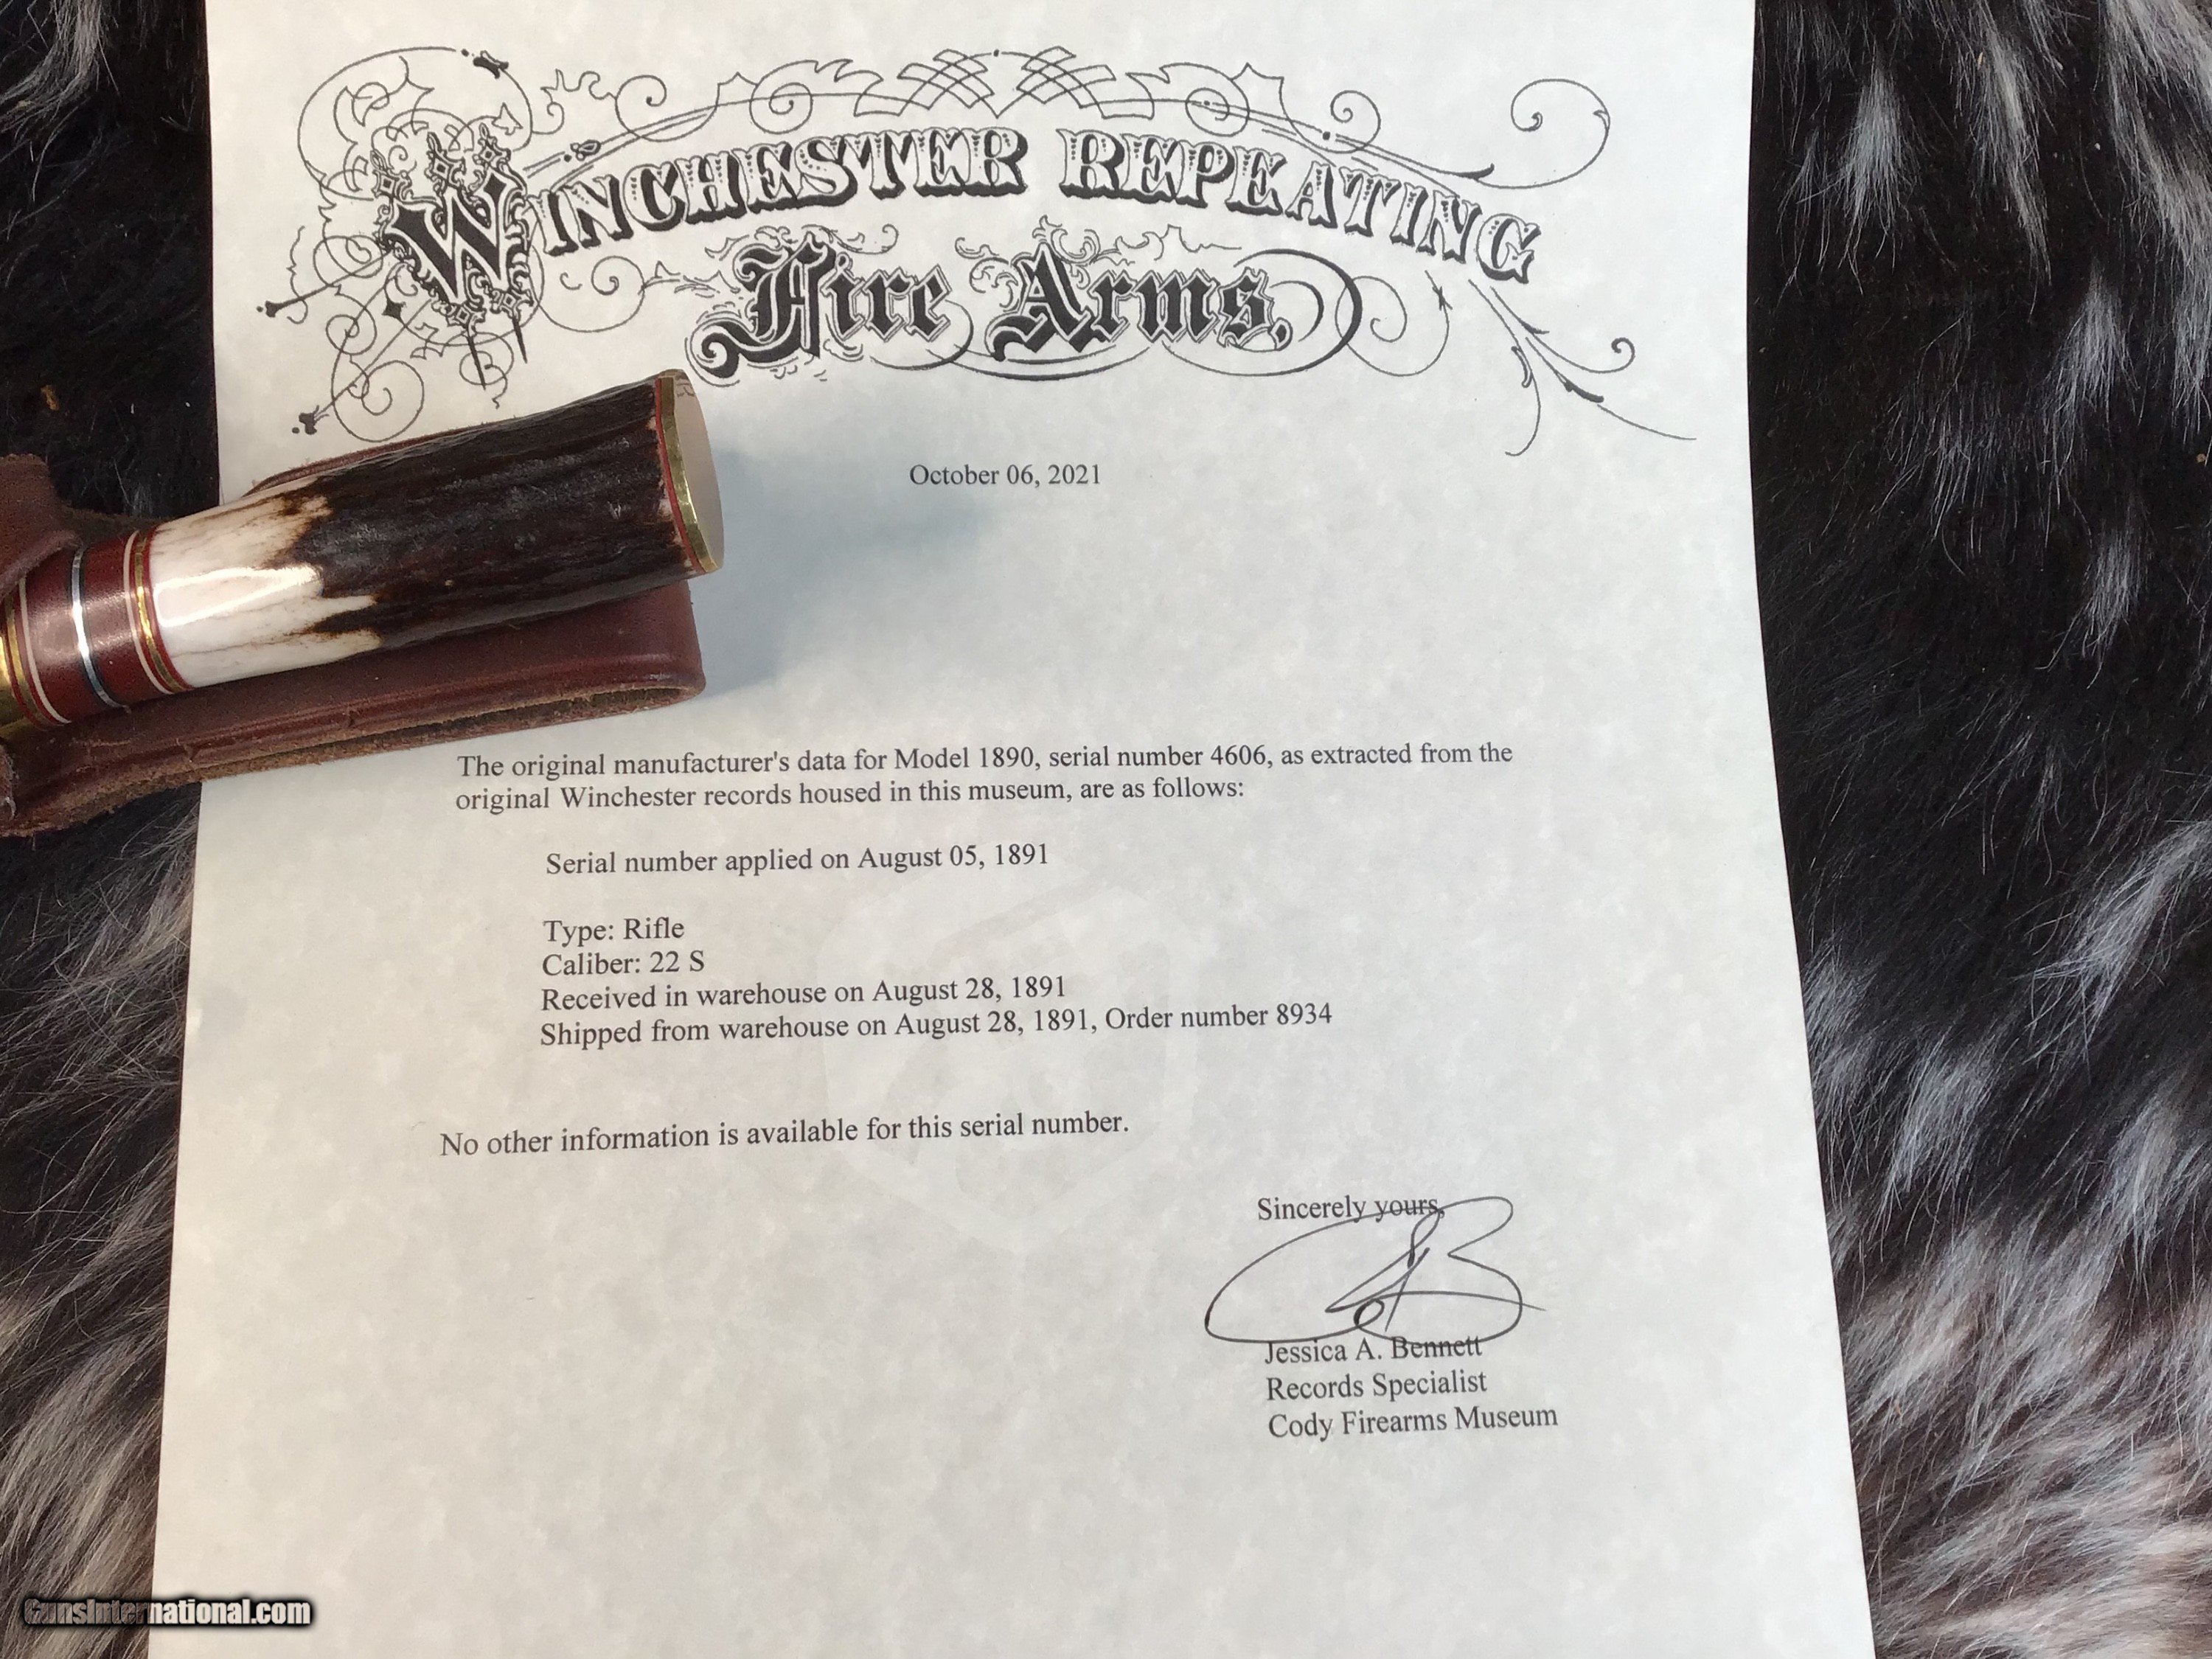 WINCHESTER REPEATING
Fire Arms,
October 06, 2021
The original manufacturer's data for Model 1890, serial number 4606, as extracted from the
original Winchester records housed in this museum, are as follows:
Serial number applied on August 05, 1891
Type: Rifle
Caliber: 22 S
Received in warehouse on August 28, 1891
Shipped from warehouse on August 28, 1891, Order number 8934
No other information is available for this serial number.
Sincerely yours,
Jessica A. Bennett
Records Specialist
Cody Firearms Museum
GunsInternational.com